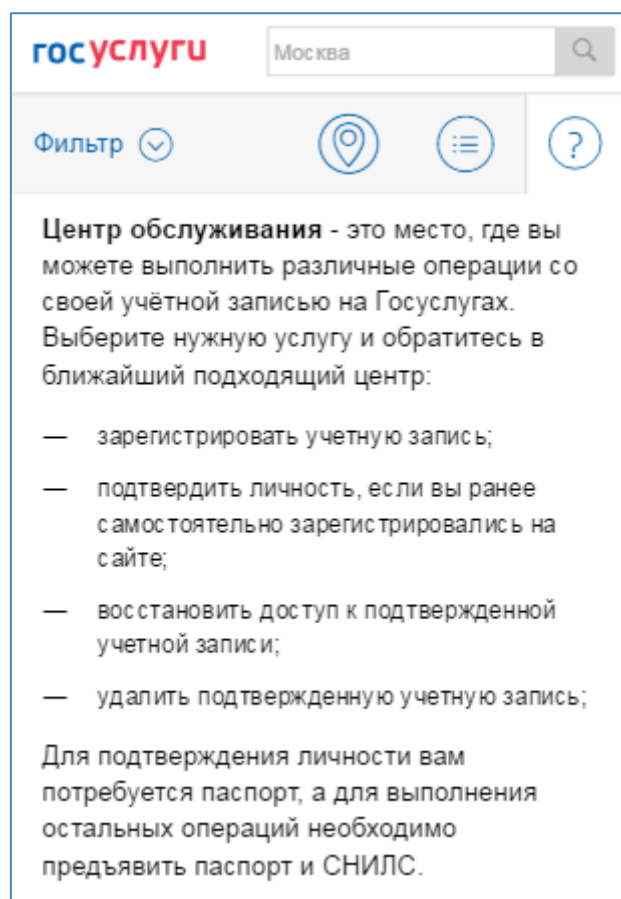 госуслуги
Москва
Фильтр
?
Центр обслуживания - это место, где вы
можете выполнить различные операции со
своей учётной записью на Госуслугах.
Выберите нужную услугу и обратитесь в
ближайший подходящий центр:
— зарегистрировать учетную запись;
— подтвердить личность, если вы ранее
самостоятельно зарегистрировались на
сайте;
— восстановить доступ к подтвержденной
учетной записи;
— удалить подтвержденную учетную запись;
Для подтверждения личности вам
потребуется паспорт, а для выполнения
остальных операций необходимо
предъявить паспорт и СНИЛС.